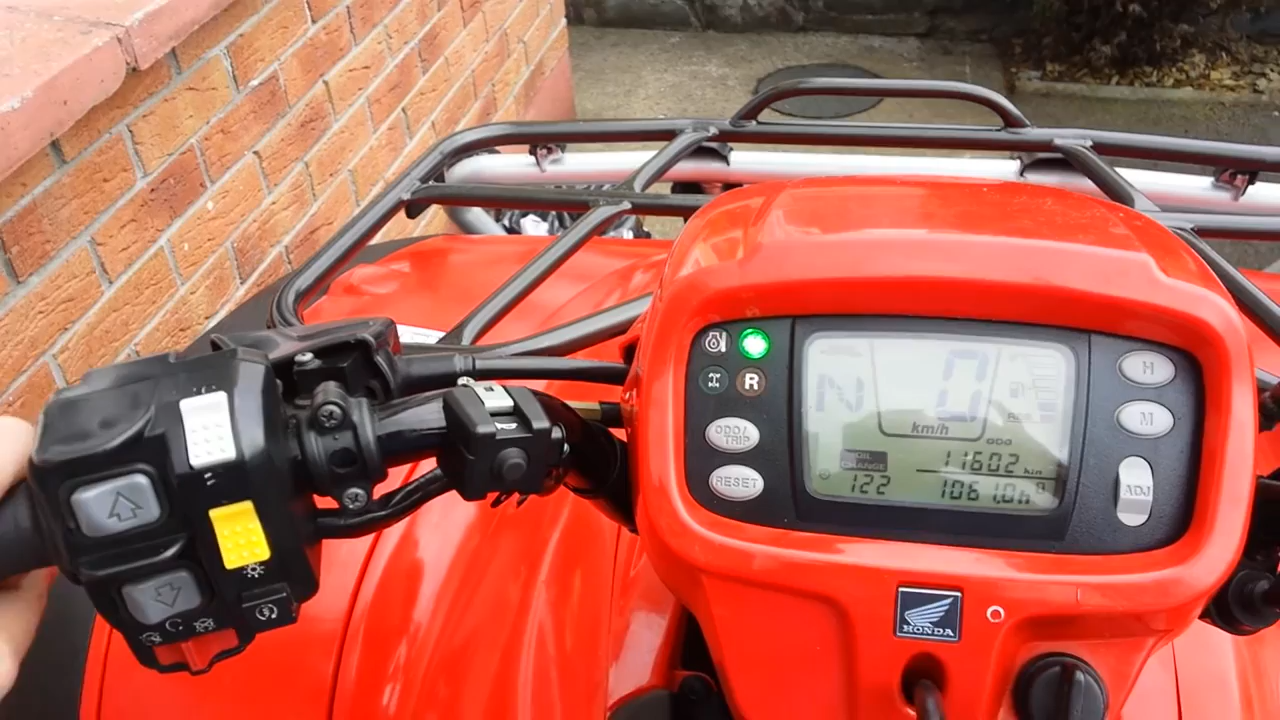 R
ODO/
TRIP
RESET
N
0
km/h
ODO
11602 km
OIL
CHANGE
122
1061.0h
H
M
ADJ
HONDA